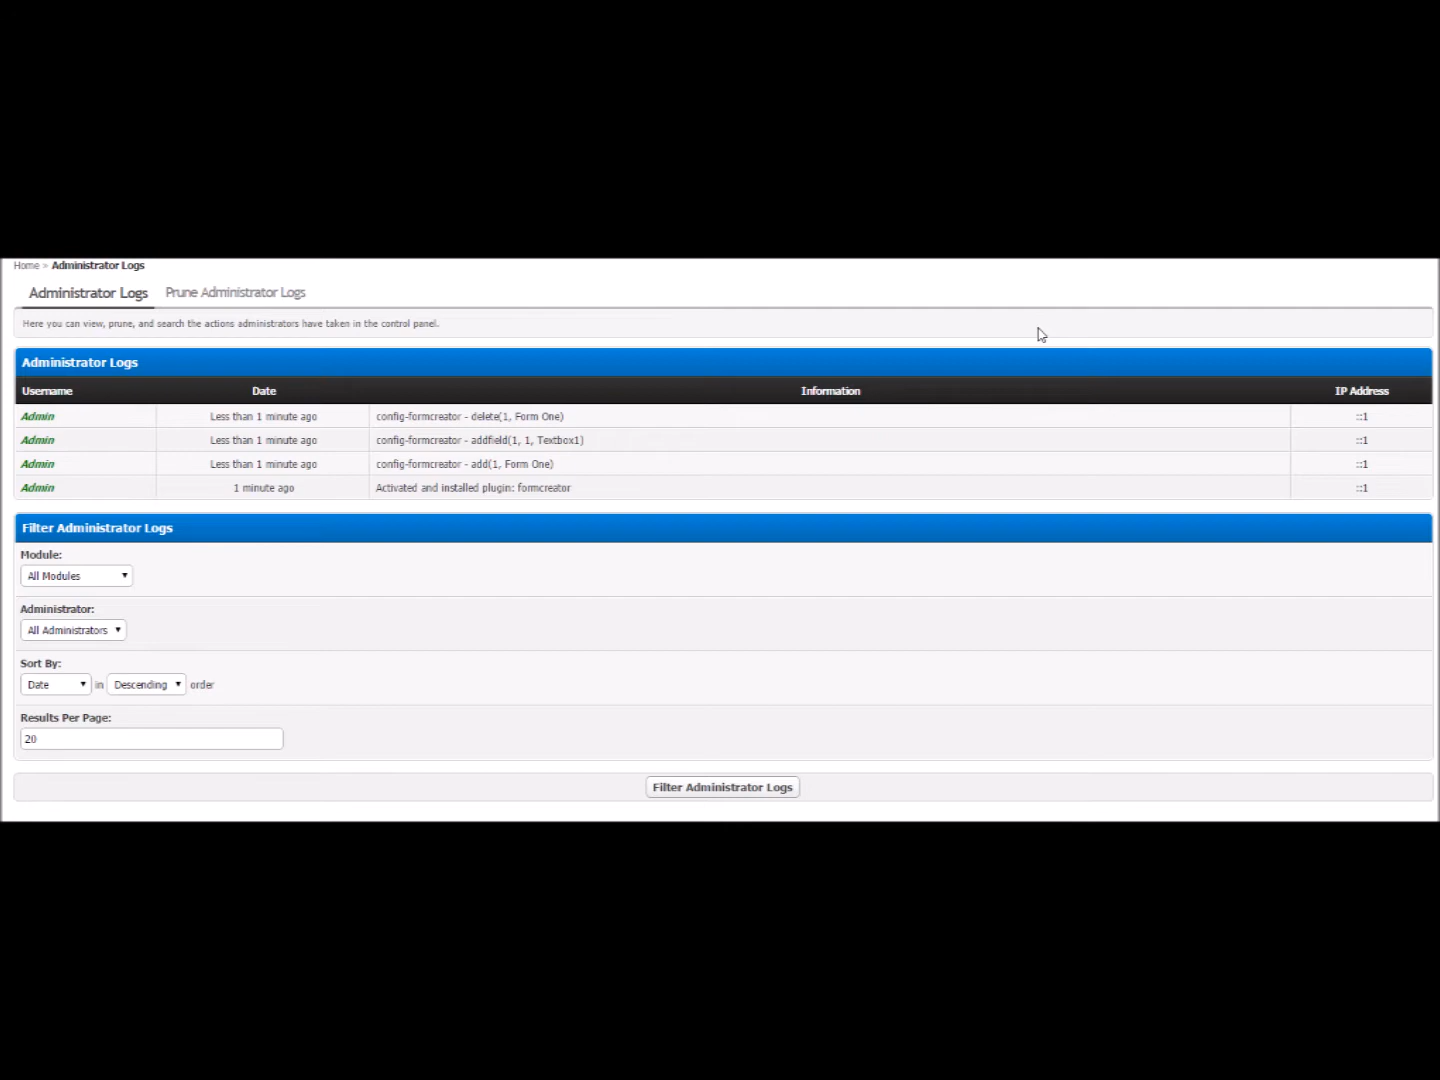 Home > Administrator Logs
Administrator Logs Prune Administrator Logs
Here you can view, prune, and search the actions administrators have taken in the control panel.
Administrator Logs
Username Date Information IP Address
Admin Less than 1 minute ago config-formcreator - delete(1, Form One) ::1
Admin Less than 1 minute ago config-formcreator - addfield(1, 1, Textbox1) ::1
Admin Less than 1 minute ago config-formcreator - add(1, Form One) ::1
Admin 1 minute ago Activated and installed plugin: formcreator ::1
Filter Administrator Logs
Module:
All Modules
Administrator:
All Administrators
Sort By:
Date in Descending order
Results Per Page:
20
Filter Administrator Logs